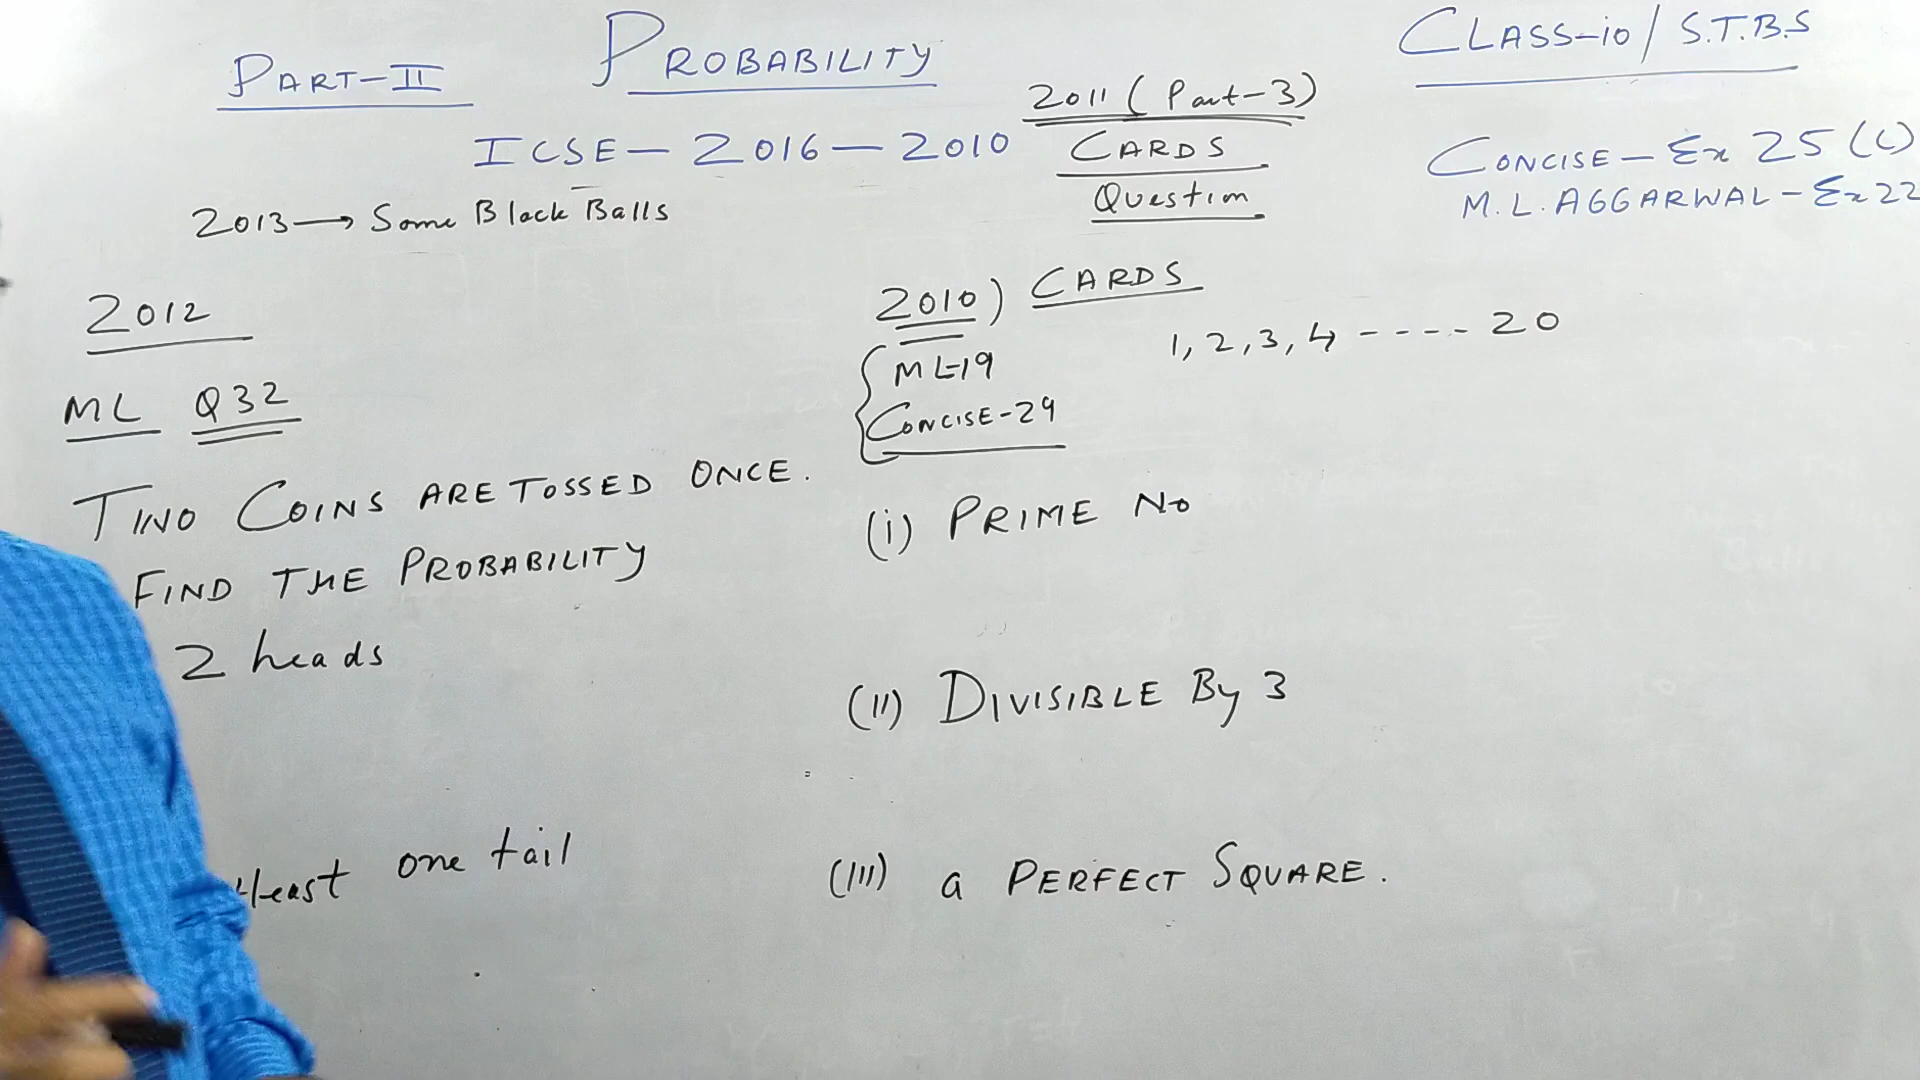 PART-II
PROBABILITY
CLASS-10/ S.T.B.S
ICSE-2016-2010
2011 (Part-3)
CARDS
Question
CONCISE-Ex 25 (C)
M.L.AGGARWAL-Ex22
2013→ Some Black Balls
2012
ML Q32
TWO COINS ARE TOSSED ONCE.
FIND THE PROBABILITY
2 heads
tleast one tail
2010) CARDS
1,2,3,4 ---- 20
ML-19
CONCISE-29
(i) PRIME No
(ii) DIVISIBLE By 3
(iii) a PERFECT SQUARE.